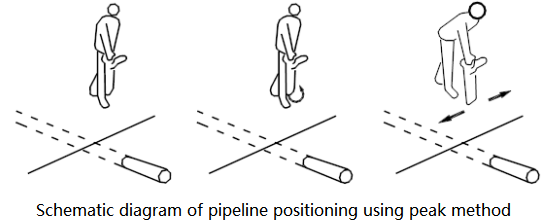 Schematic diagram of pipeline positioning using peak method